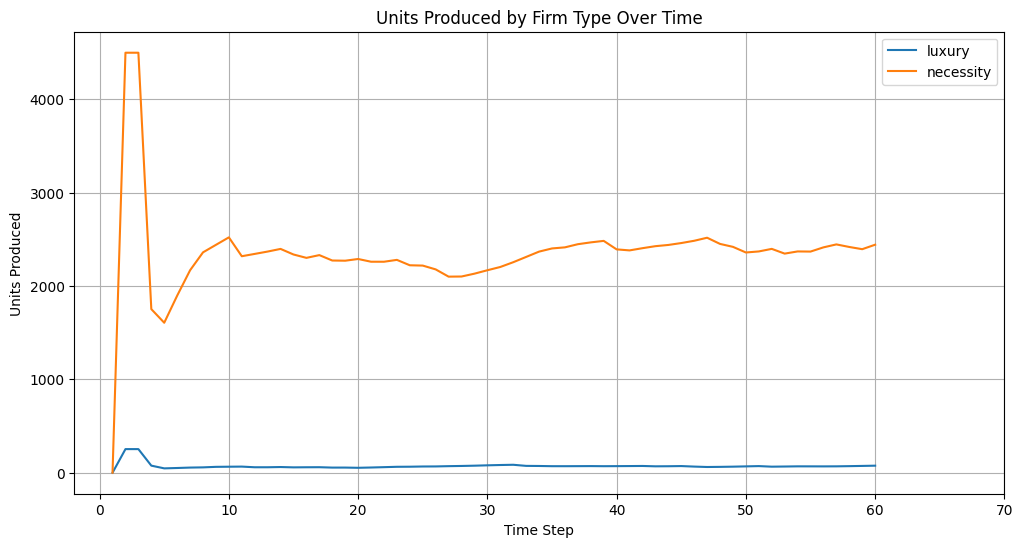 Units Produced by Firm Type Over Time
luxury
necessity
Units Produced
4000
3000
2000
1000
0
0 10 20 30 40 50 60 70
Time Step